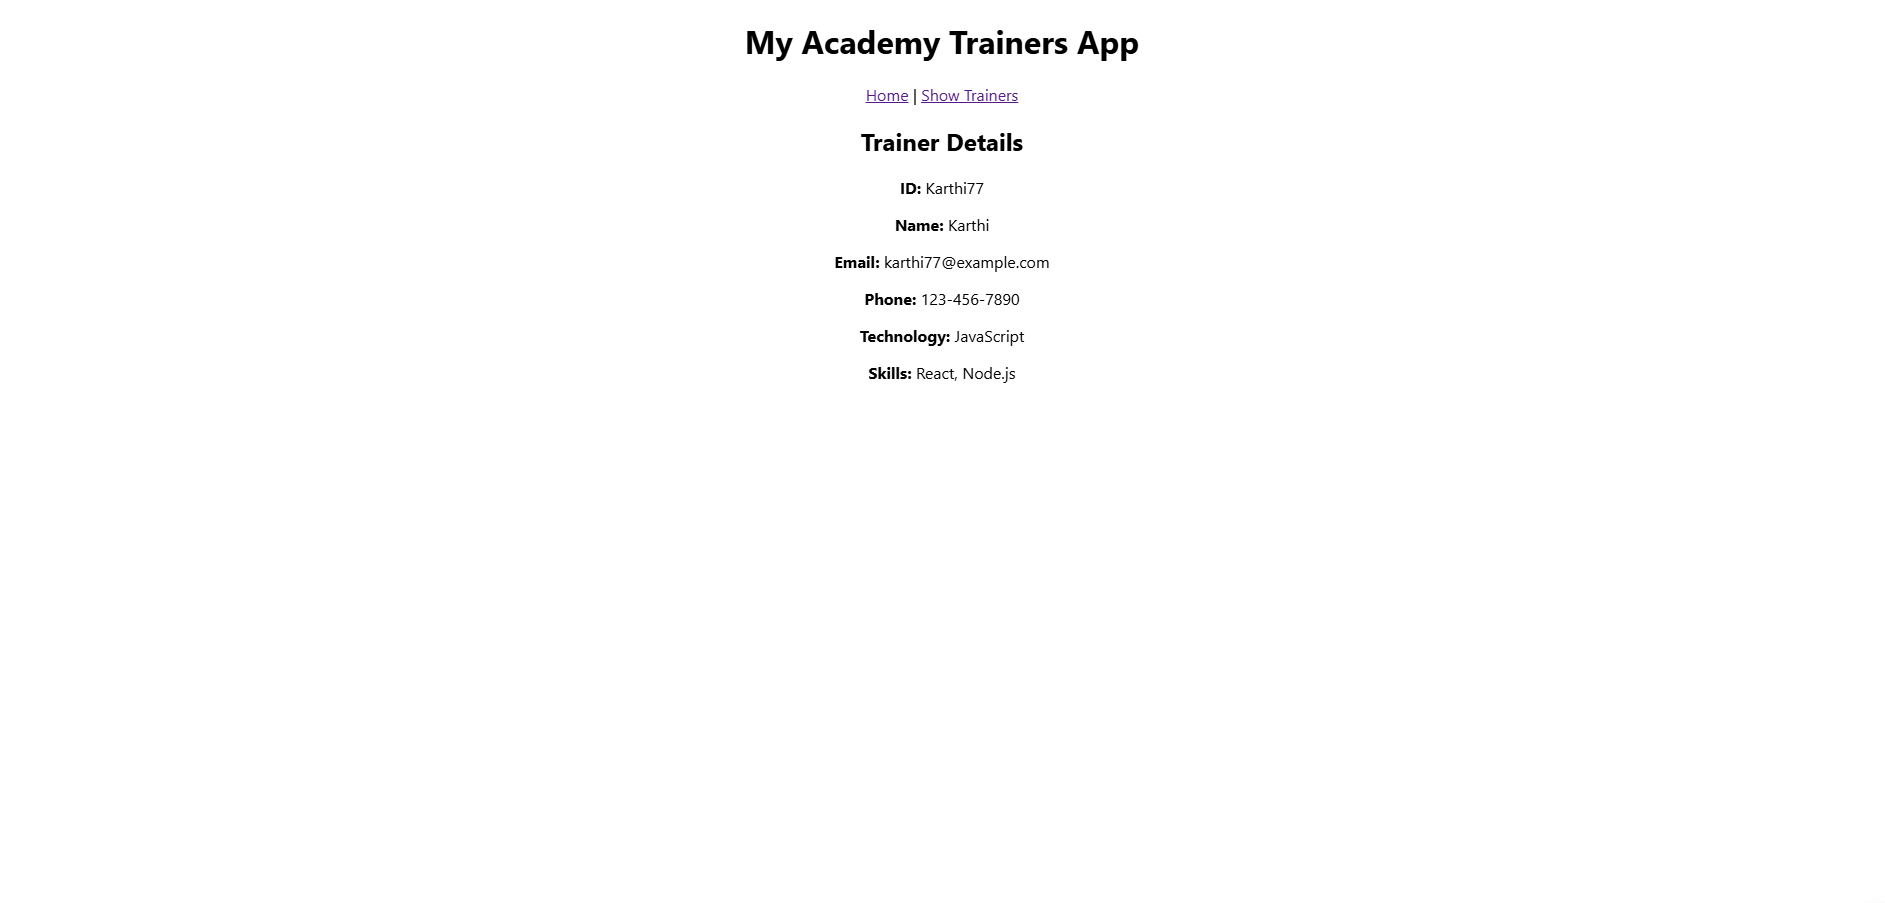 My Academy Trainers App
Home | Show Trainers
Trainer Details
ID: Karthi77
Name: Karthi
Email: karthi77@example.com
Phone: 123-456-7890
Technology: JavaScript
Skills: React, Node.js